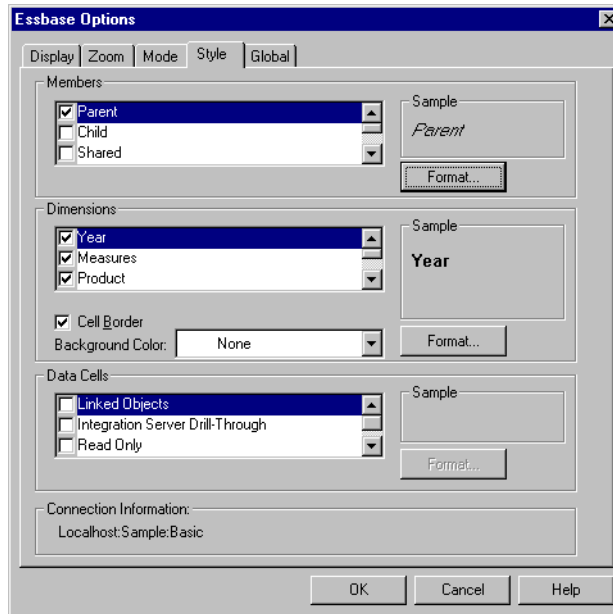 Essbase Options
Display Zoom Mode Style Global
Members
Parent
Child
Shared
Sample
Parent
Format...
Dimensions
Year
Measures
Product
Cell Border
Background Color: None
Sample
Year
Format...
Data Cells
Linked Objects
Integration Server Drill-Through
Read Only
Sample
Format...
Connection Information:
Localhost:Sample:Basic
OK Cancel Help